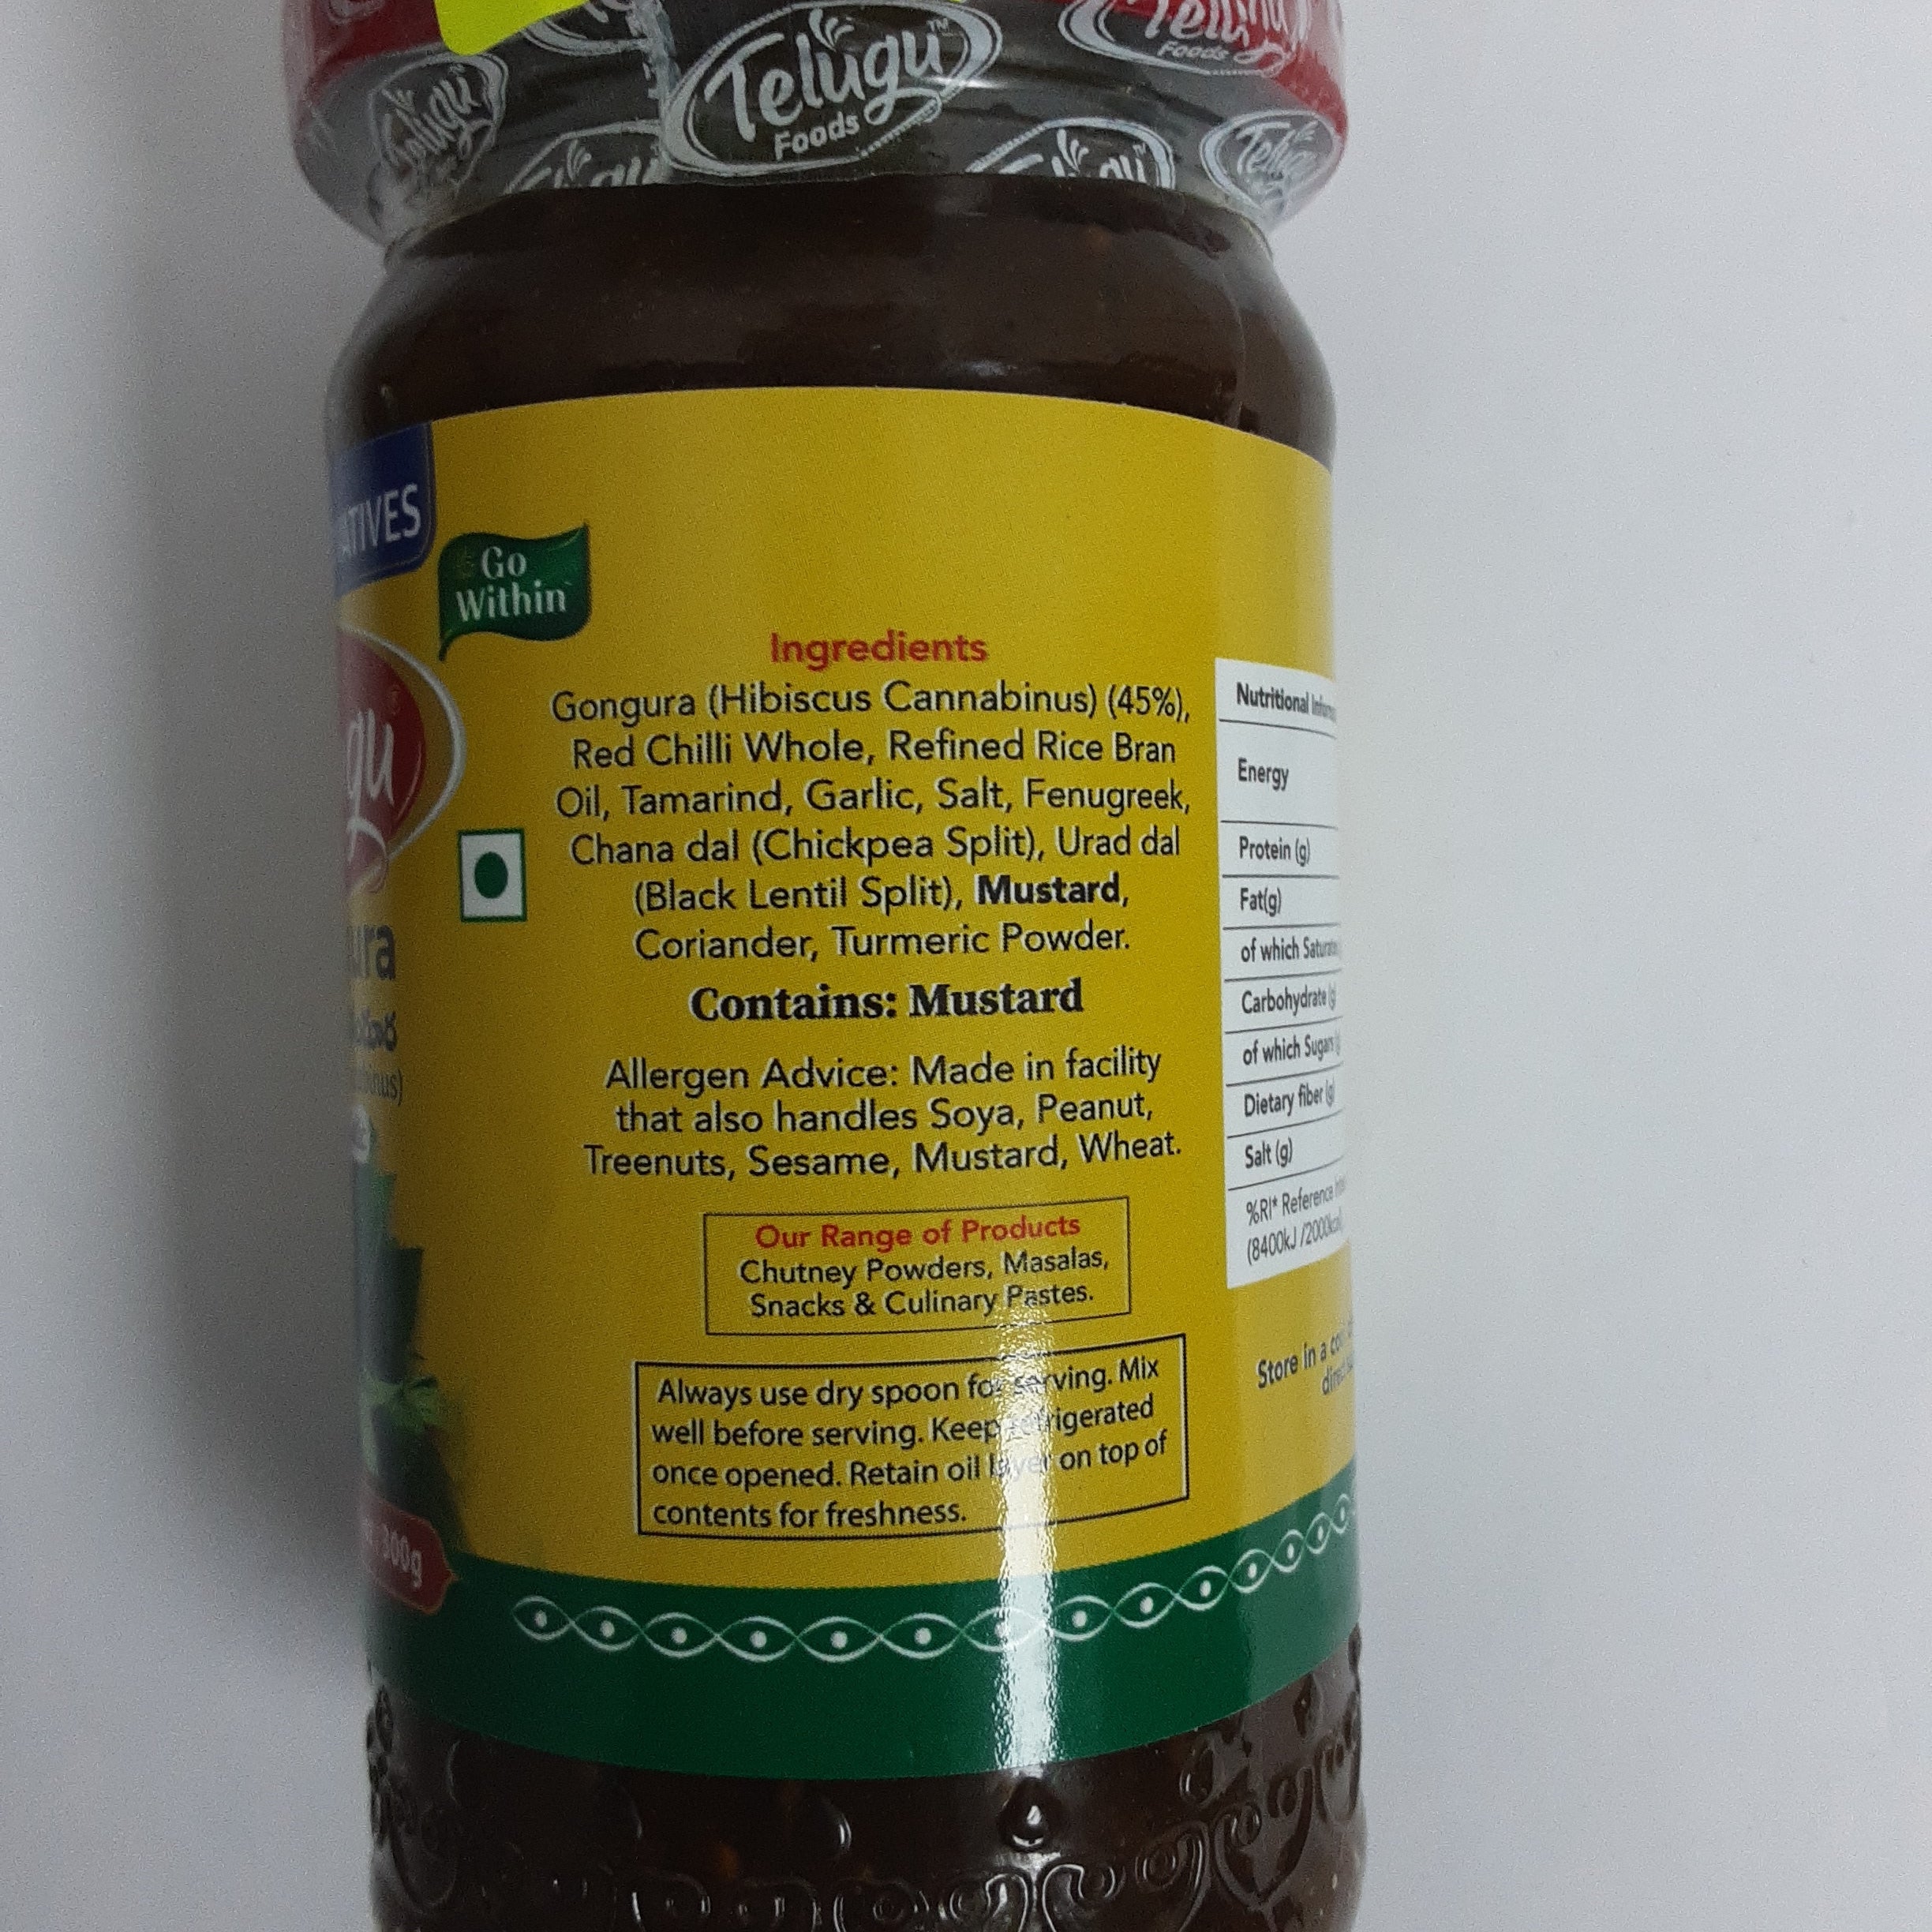 Telugu™
Foods
Telugu
Foods
Telugu
Telugu
Go
Within
Ingredients
Gongura (Hibiscus Cannabinus) (45%),
Red Chilli Whole, Refined Rice Bran
Oil, Tamarind, Garlic, Salt, Fenugreek,
Chana dal (Chickpea Split), Urad dal
(Black Lentil Split), Mustard,
Coriander, Turmeric Powder.
Contains: Mustard
Allergen Advice: Made in facility
that also handles Soya, Peanut,
Treenuts, Sesame, Mustard, Wheat.
Our Range of Products
Chutney Powders, Masalas,
Snacks & Culinary Pastes.
Always use dry spoon for serving. Mix
well before serving. Keep refrigerated
once opened. Retain oil layer on top of
contents for freshness.
300g
Nutritional
Energy
Protein (g)
Fat(g)
of which
Carbohydrate
of which Sugars
Dietary fiber (g)
Salt (g)
%RI* Reference
(8400kJ /2000kcal)
Store in a